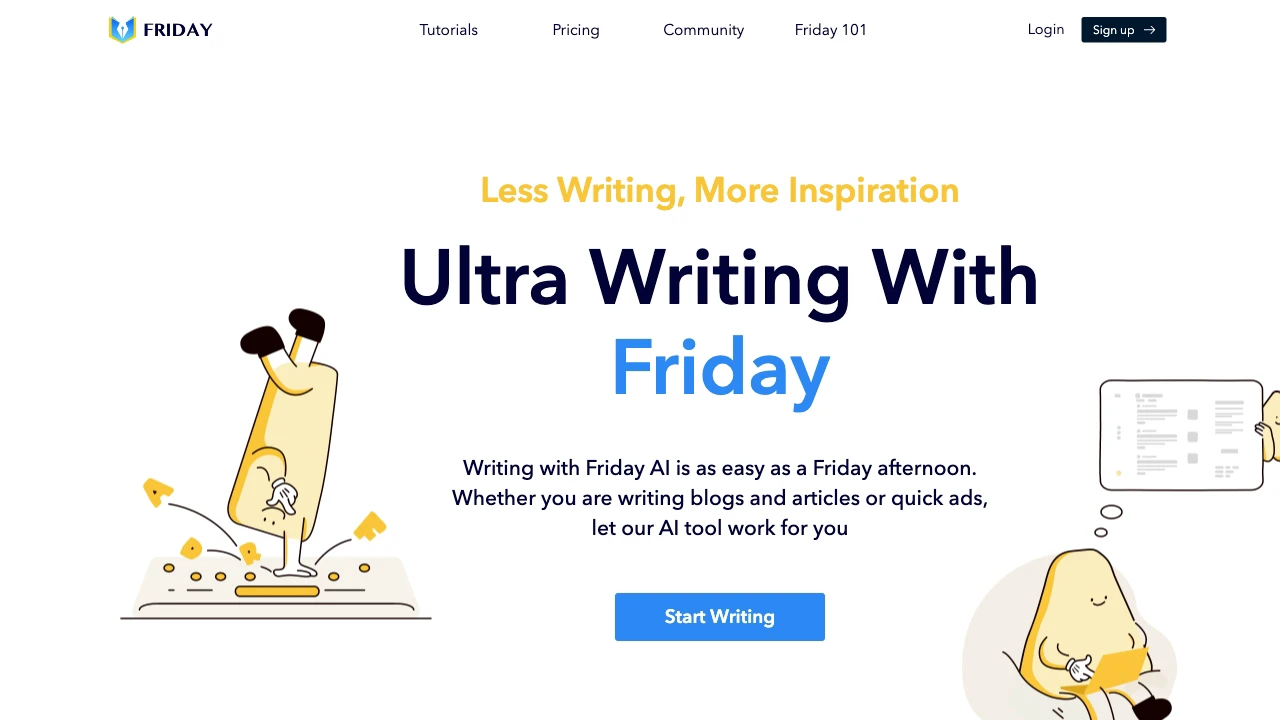 FRIDAY
Tutorials
Pricing
Community
Friday 101
Login
Sign up →
Less Writing, More Inspiration
Ultra Writing With
Friday
Writing with Friday AI is as easy as a Friday afternoon.
Whether you are writing blogs and articles or quick ads,
let our AI tool work for you
Start Writing
A
D
R
F